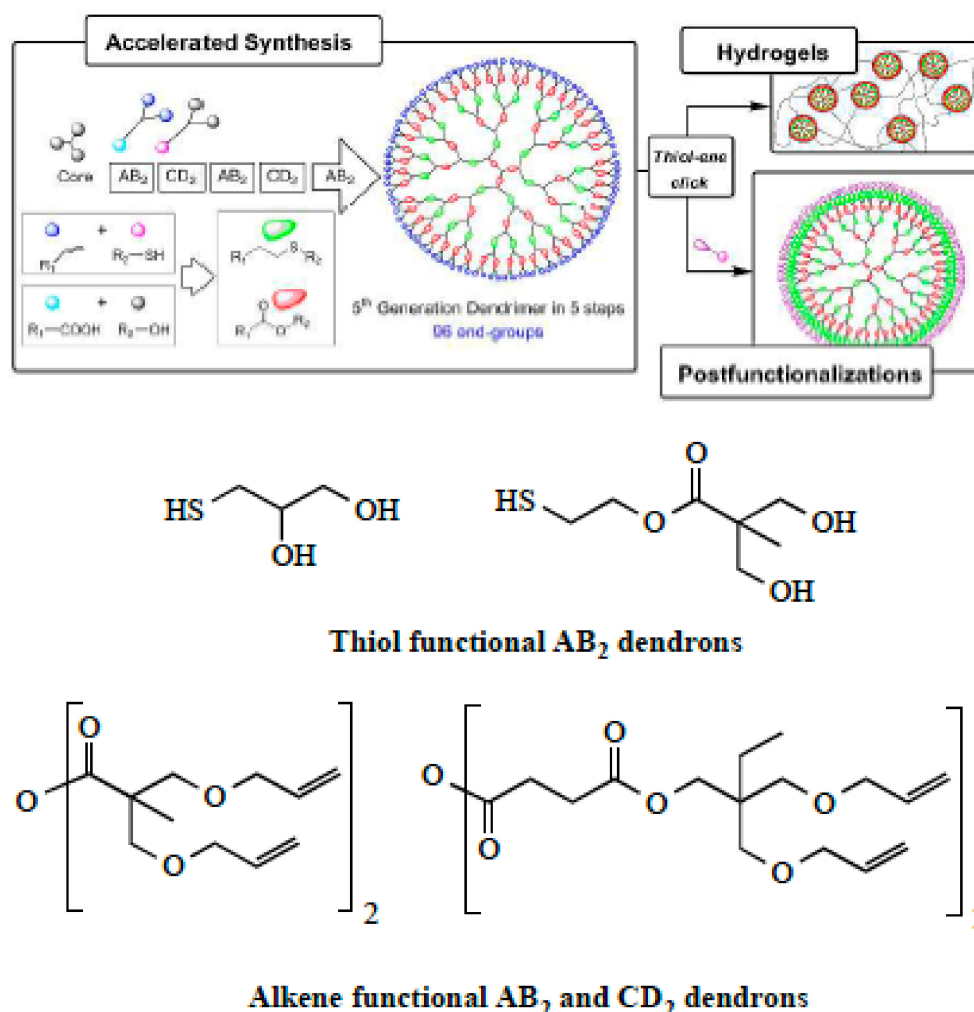 Accelerated Synthesis
Core
AB2 CD2 AB2 CD2 AB2
R1 + R2—SH
R1 S R2
R1—COOH + R2—OH
O R1 O R2
5th Generation Dendrimer in 5 steps
96 end-groups
Thiol-ene
click
Hydrogels
Postfunctionalizations
HS OH
OH
HS O O OH
OH
Thiol functional AB2 dendrons
O O O
O
2
O O O O
O O
Alkene functional AB2 and CD2 dendrons